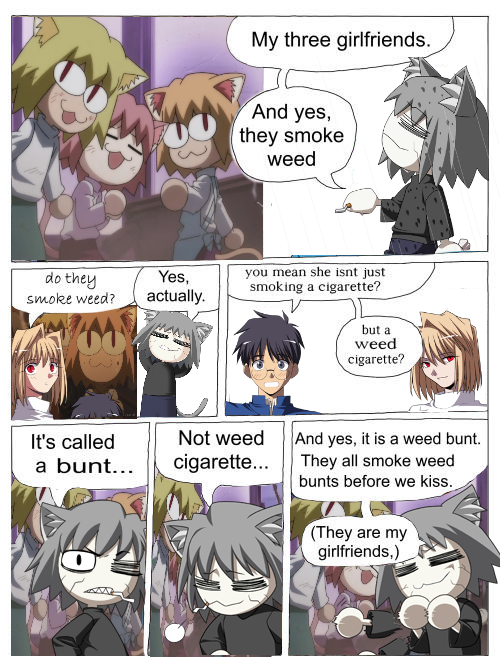 My three girlfriends.
And yes,
they smoke
weed
do they
smoke weed?
Yes,
actually.
you mean she isnt just
smoking a cigarette?
but a
weed
cigarette?
It's called
a bunt...
Not weed
cigarette...
And yes, it is a weed bunt.
They all smoke weed
bunts before we kiss.
(They are my
girlfriends,)